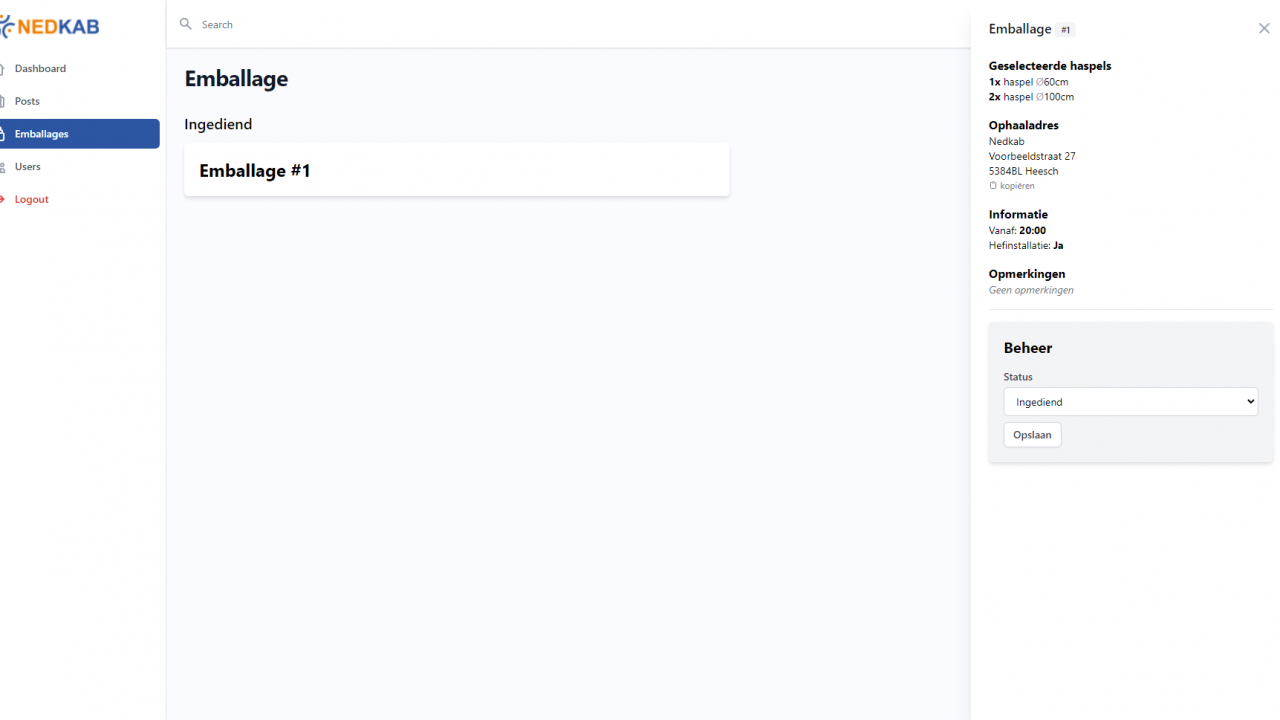 NEDKAB
Dashboard
Posts
Emballages
Users
Logout
Search
Emballage
Ingediend
Emballage #1
Emballage #1
Geselecteerde haspels
1x haspel Ø60cm
2x haspel Ø100cm
Ophaaladres
Nedkab
Voorbeeldstraat 27
5384BL Heesch
kopiëren
Informatie
Vanaf: 20:00
Hefinstallatie: Ja
Opmerkingen
Geen opmerkingen
Beheer
Status
Ingediend
Opslaan